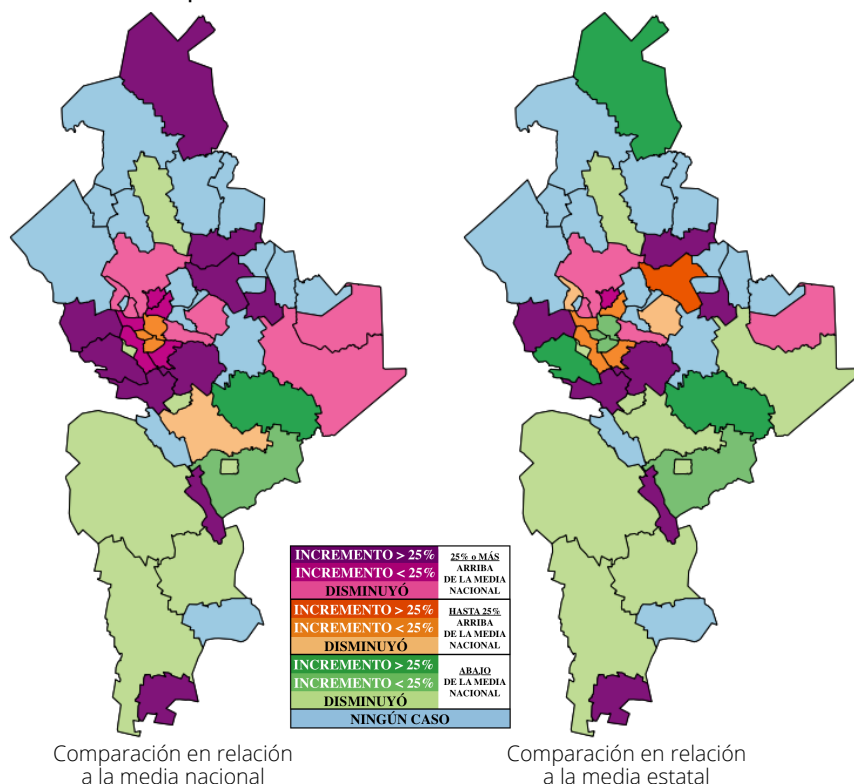 INCREMENTO > 25%
INCREMENTO < 25%
DISMINUYÓ
25% o MÁS
ARRIBA
DE LA MEDIA
NACIONAL
INCREMENTO > 25%
INCREMENTO < 25%
DISMINUYÓ
HASTA 25%
ARRIBA
DE LA MEDIA
NACIONAL
INCREMENTO > 25%
INCREMENTO < 25%
DISMINUYÓ
ABAJO
DE LA MEDIA
NACIONAL
NINGÚN CASO
Comparación en relación
a la media nacional
Comparación en relación
a la media estatal